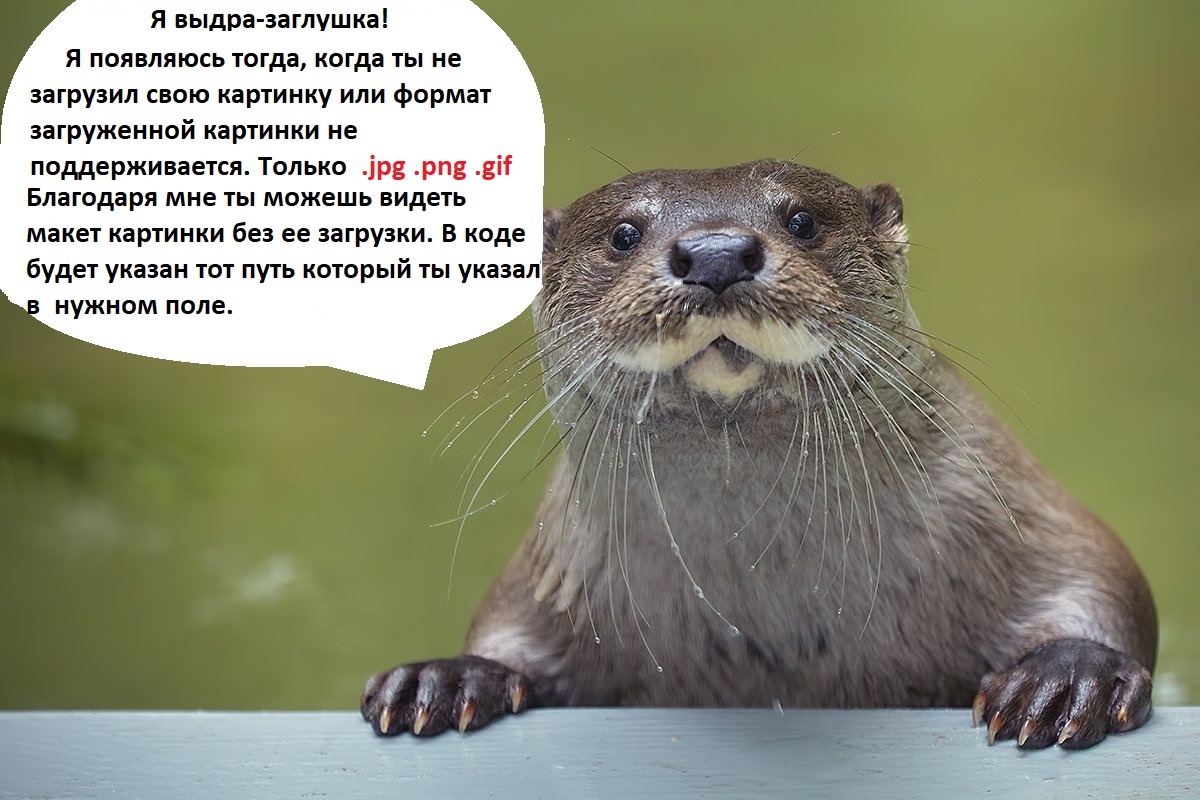 Я выдра-заглушка!
Я появляюсь тогда, когда ты не
загрузил свою картинку или формат
загруженной картинки не
поддерживается. Только .jpg .png .gif
Благодаря мне ты можешь видеть
макет картинки без ее загрузки. В коде
будет указан тот путь который ты указал
в нужном поле.